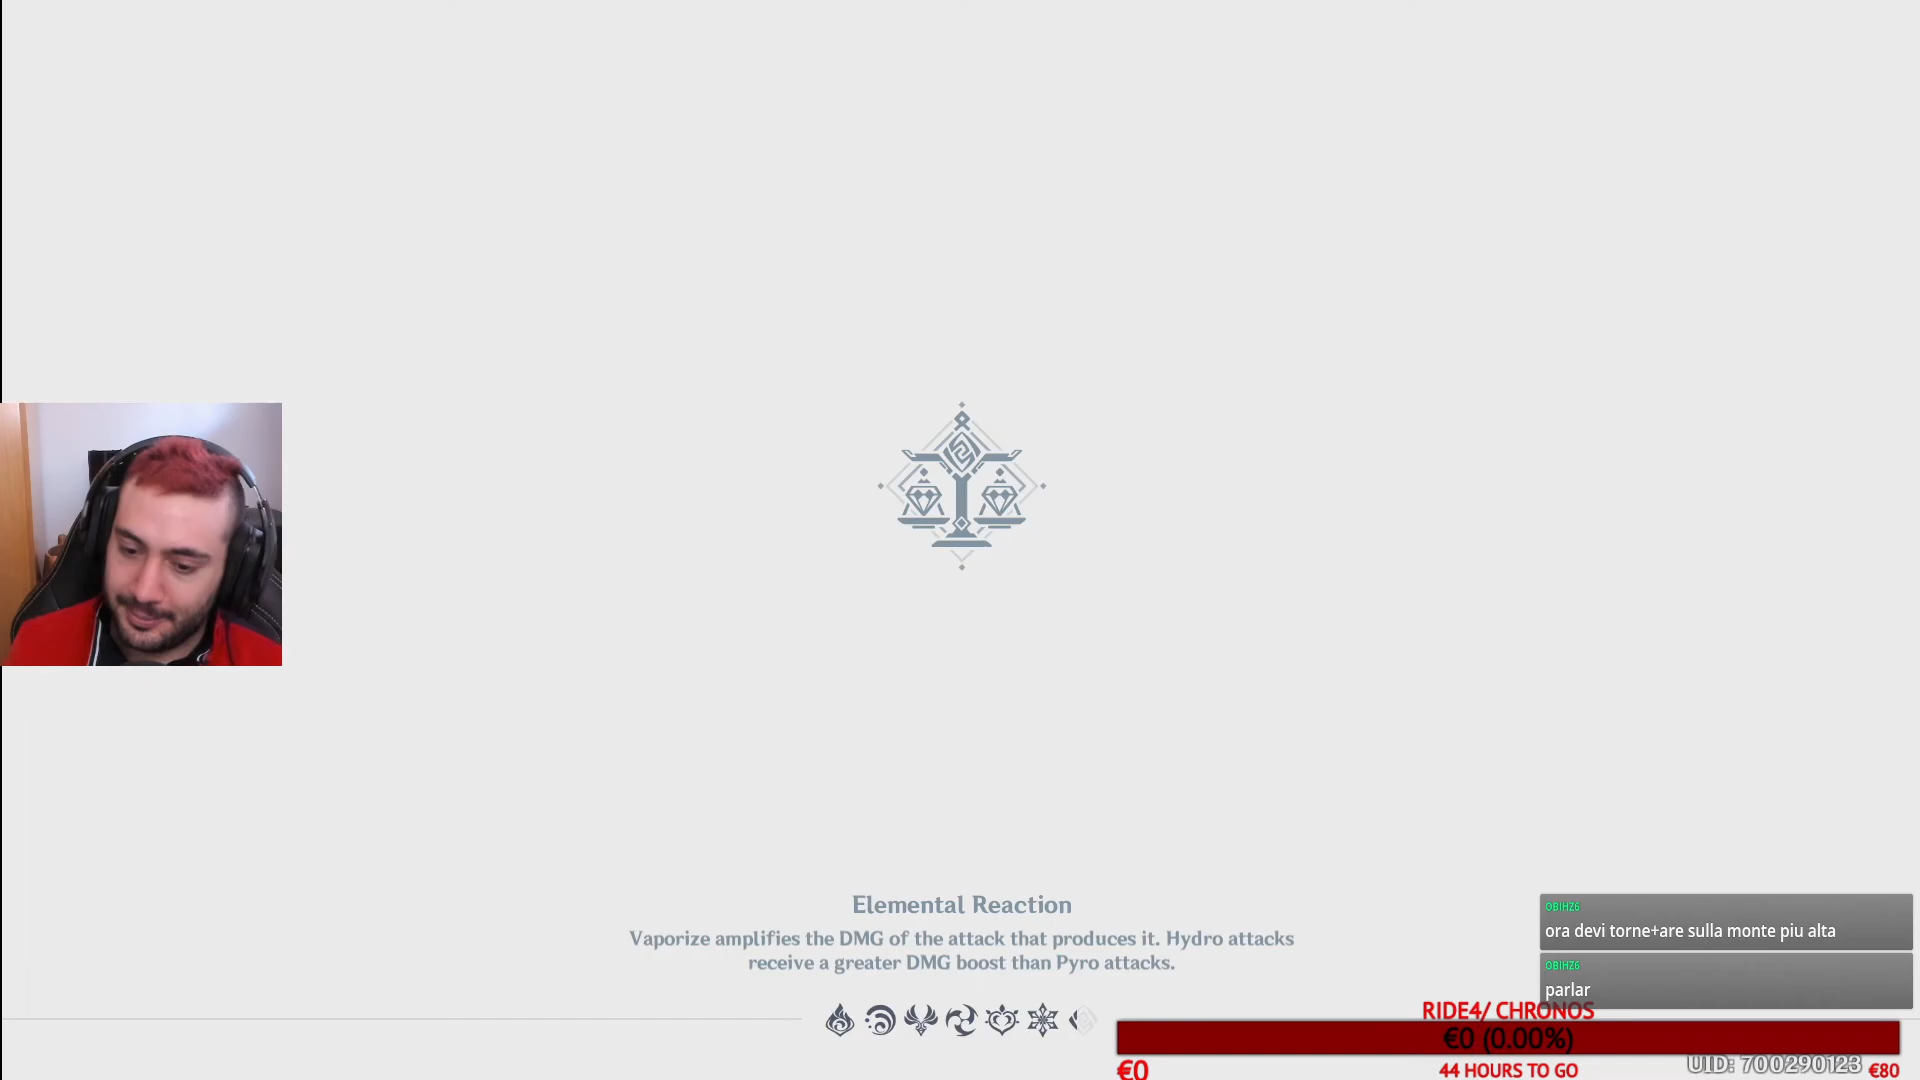 Elemental Reaction
Vaporize amplifies the DMG of the attack that produces it. Hydro attacks
receive a greater DMG boost than Pyro attacks.
OBIHZ6
ora devi torne+are sulla monte piu alta
OBIHZ6
parlar
RIDE4/ CHRONOS
€0 (0.00%)
€0
44 HOURS TO GO
€80
UID: 700290123